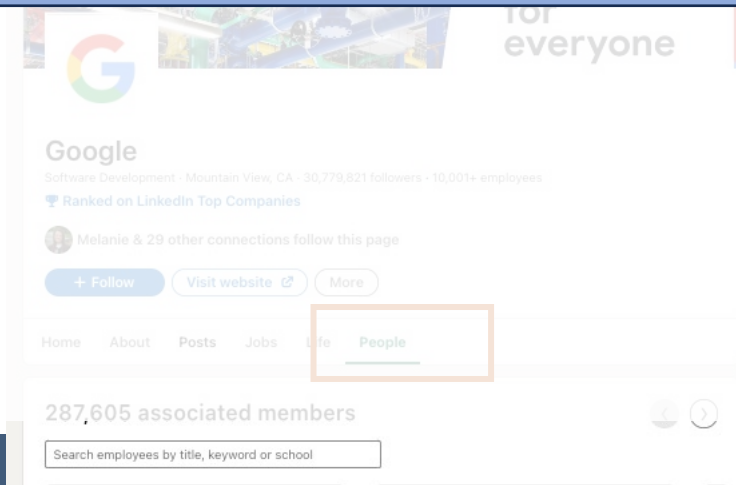 for
everyone
Google
Software Development · Mountain View, CA · 30,779,821 followers · 10,001+ employees
Ranked on LinkedIn Top Companies
Melanie & 29 other connections follow this page
+ Follow Visit website More
Home About Posts Jobs Life People
287,605 associated members
Search employees by title, keyword or school